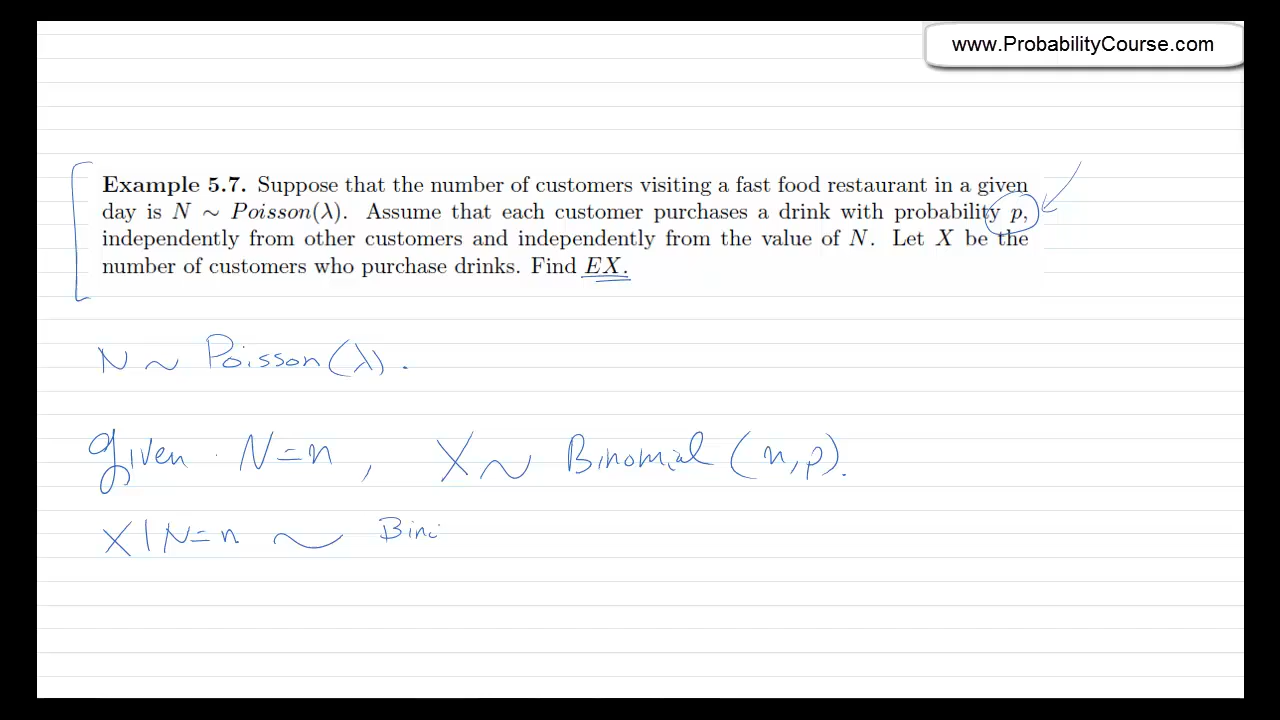 www.ProbabilityCourse.com
Example 5.7. Suppose that the number of customers visiting a fast food restaurant in a given
day is N ~ Poisson(λ). Assume that each customer purchases a drink with probability p,
independently from other customers and independently from the value of N. Let X be the
number of customers who purchase drinks. Find EX.
N ~ Poisson(λ).
given N=n, X ~ Binomial (n,p).
X | N=n ~ Bin